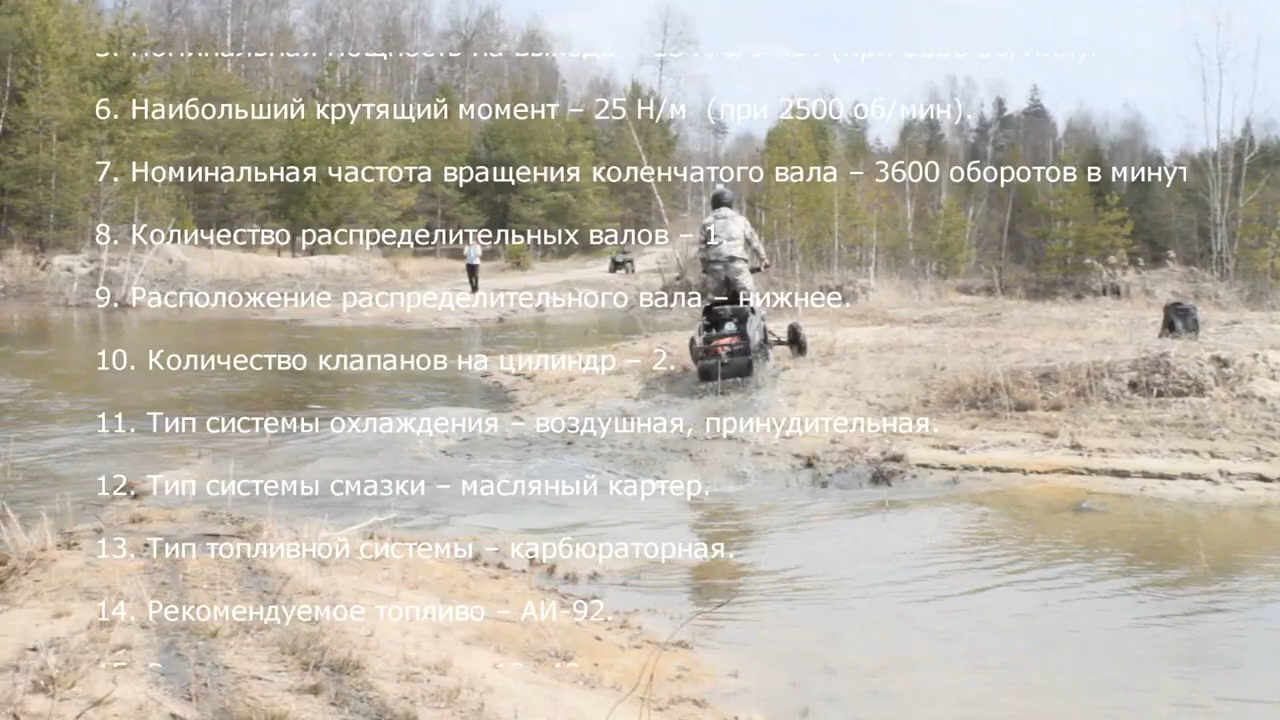 6. Наибольший крутящий момент – 25 Н/м (при 2500 об/мин).
7. Номинальная частота вращения коленчатого вала – 3600 оборотов в
8. Количество распределительных валов – 1.
9. Расположение распределительного вала – нижнее.
10. Количество клапанов на цилиндр – 2.
11. Тип системы охлаждения – воздушная, принудительная.
12. Тип системы смазки – масляный картер.
13. Тип топливной системы – карбюраторная.
14. Рекомендуемое топливо – АИ-92.